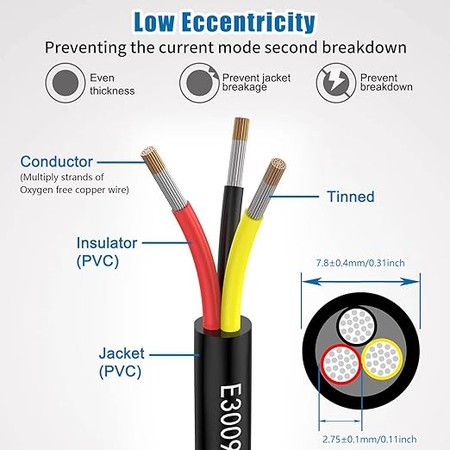 Low Eccentricity
Preventing the current mode second breakdown
Even
thickness
Prevent jacket
breakage
Prevent
breakdown
Conductor
(Multiply strands of
Oxygen free copper wire)
Tinned
Insulator
(PVC)
7.8±0.4mm/0.31inch
Jacket
(PVC)
E3009
2.75±0.1mm/0.11inch